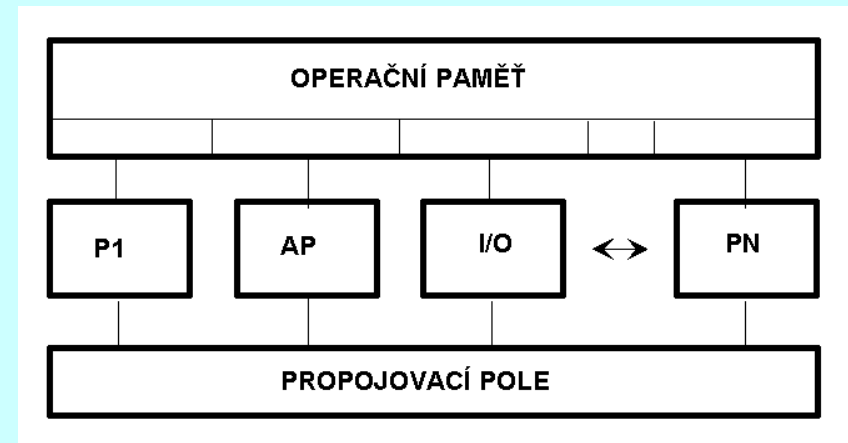 OPERAČNÍ PAMĚŤ
P1
AP
I/O
PN
PROPOJOVACÍ POLE